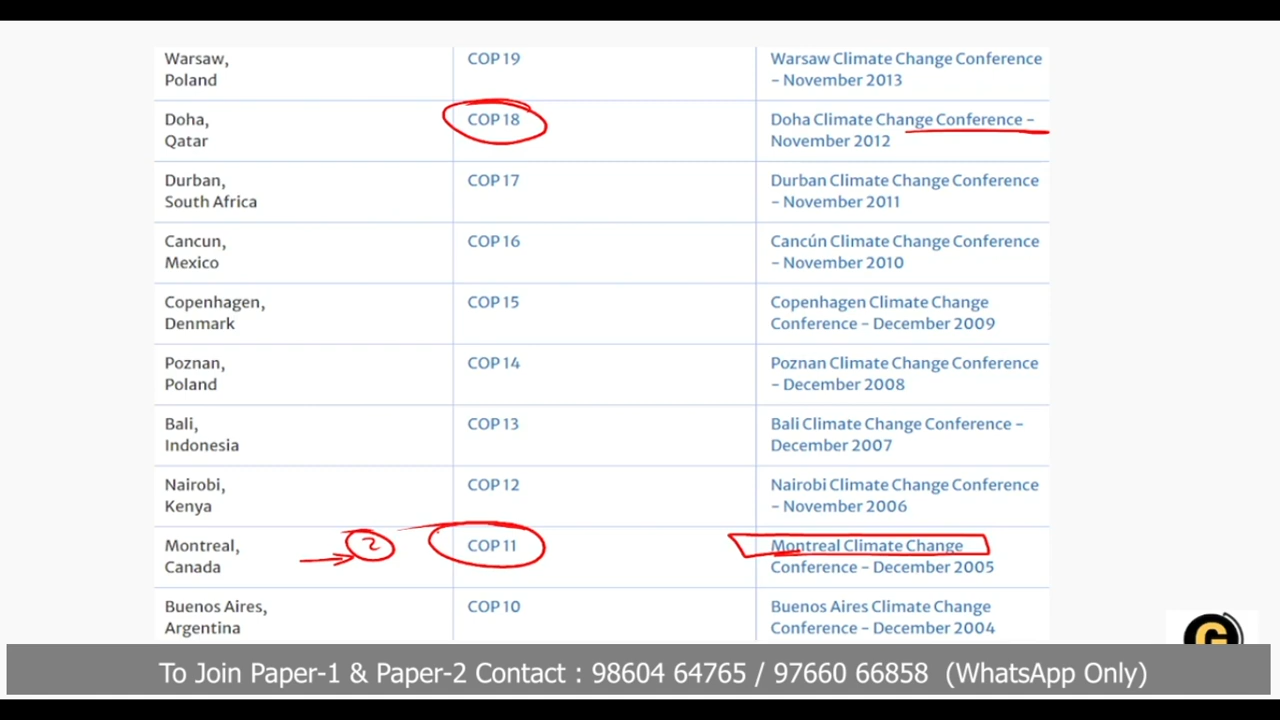 Warsaw, COP 19 Warsaw Climate Change Conference
Poland – November 2013
Doha, COP 18 Doha Climate Change Conference –
Qatar November 2012
Durban, COP 17 Durban Climate Change Conference
South Africa – November 2011
Cancun, COP 16 Cancún Climate Change Conference
Mexico – November 2010
Copenhagen, COP 15 Copenhagen Climate Change
Denmark Conference – December 2009
Poznan, COP 14 Poznan Climate Change Conference
Poland – December 2008
Bali, COP 13 Bali Climate Change Conference –
Indonesia December 2007
Nairobi, COP 12 Nairobi Climate Change Conference
Kenya – November 2006
Montreal, 2 COP 11 Montreal Climate Change
Canada Conference – December 2005
Buenos Aires, COP 10 Buenos Aires Climate Change
Argentina Conference – December 2004
G
To Join Paper-1 & Paper-2 Contact : 98604 64765 / 97660 66858 (WhatsApp Only)